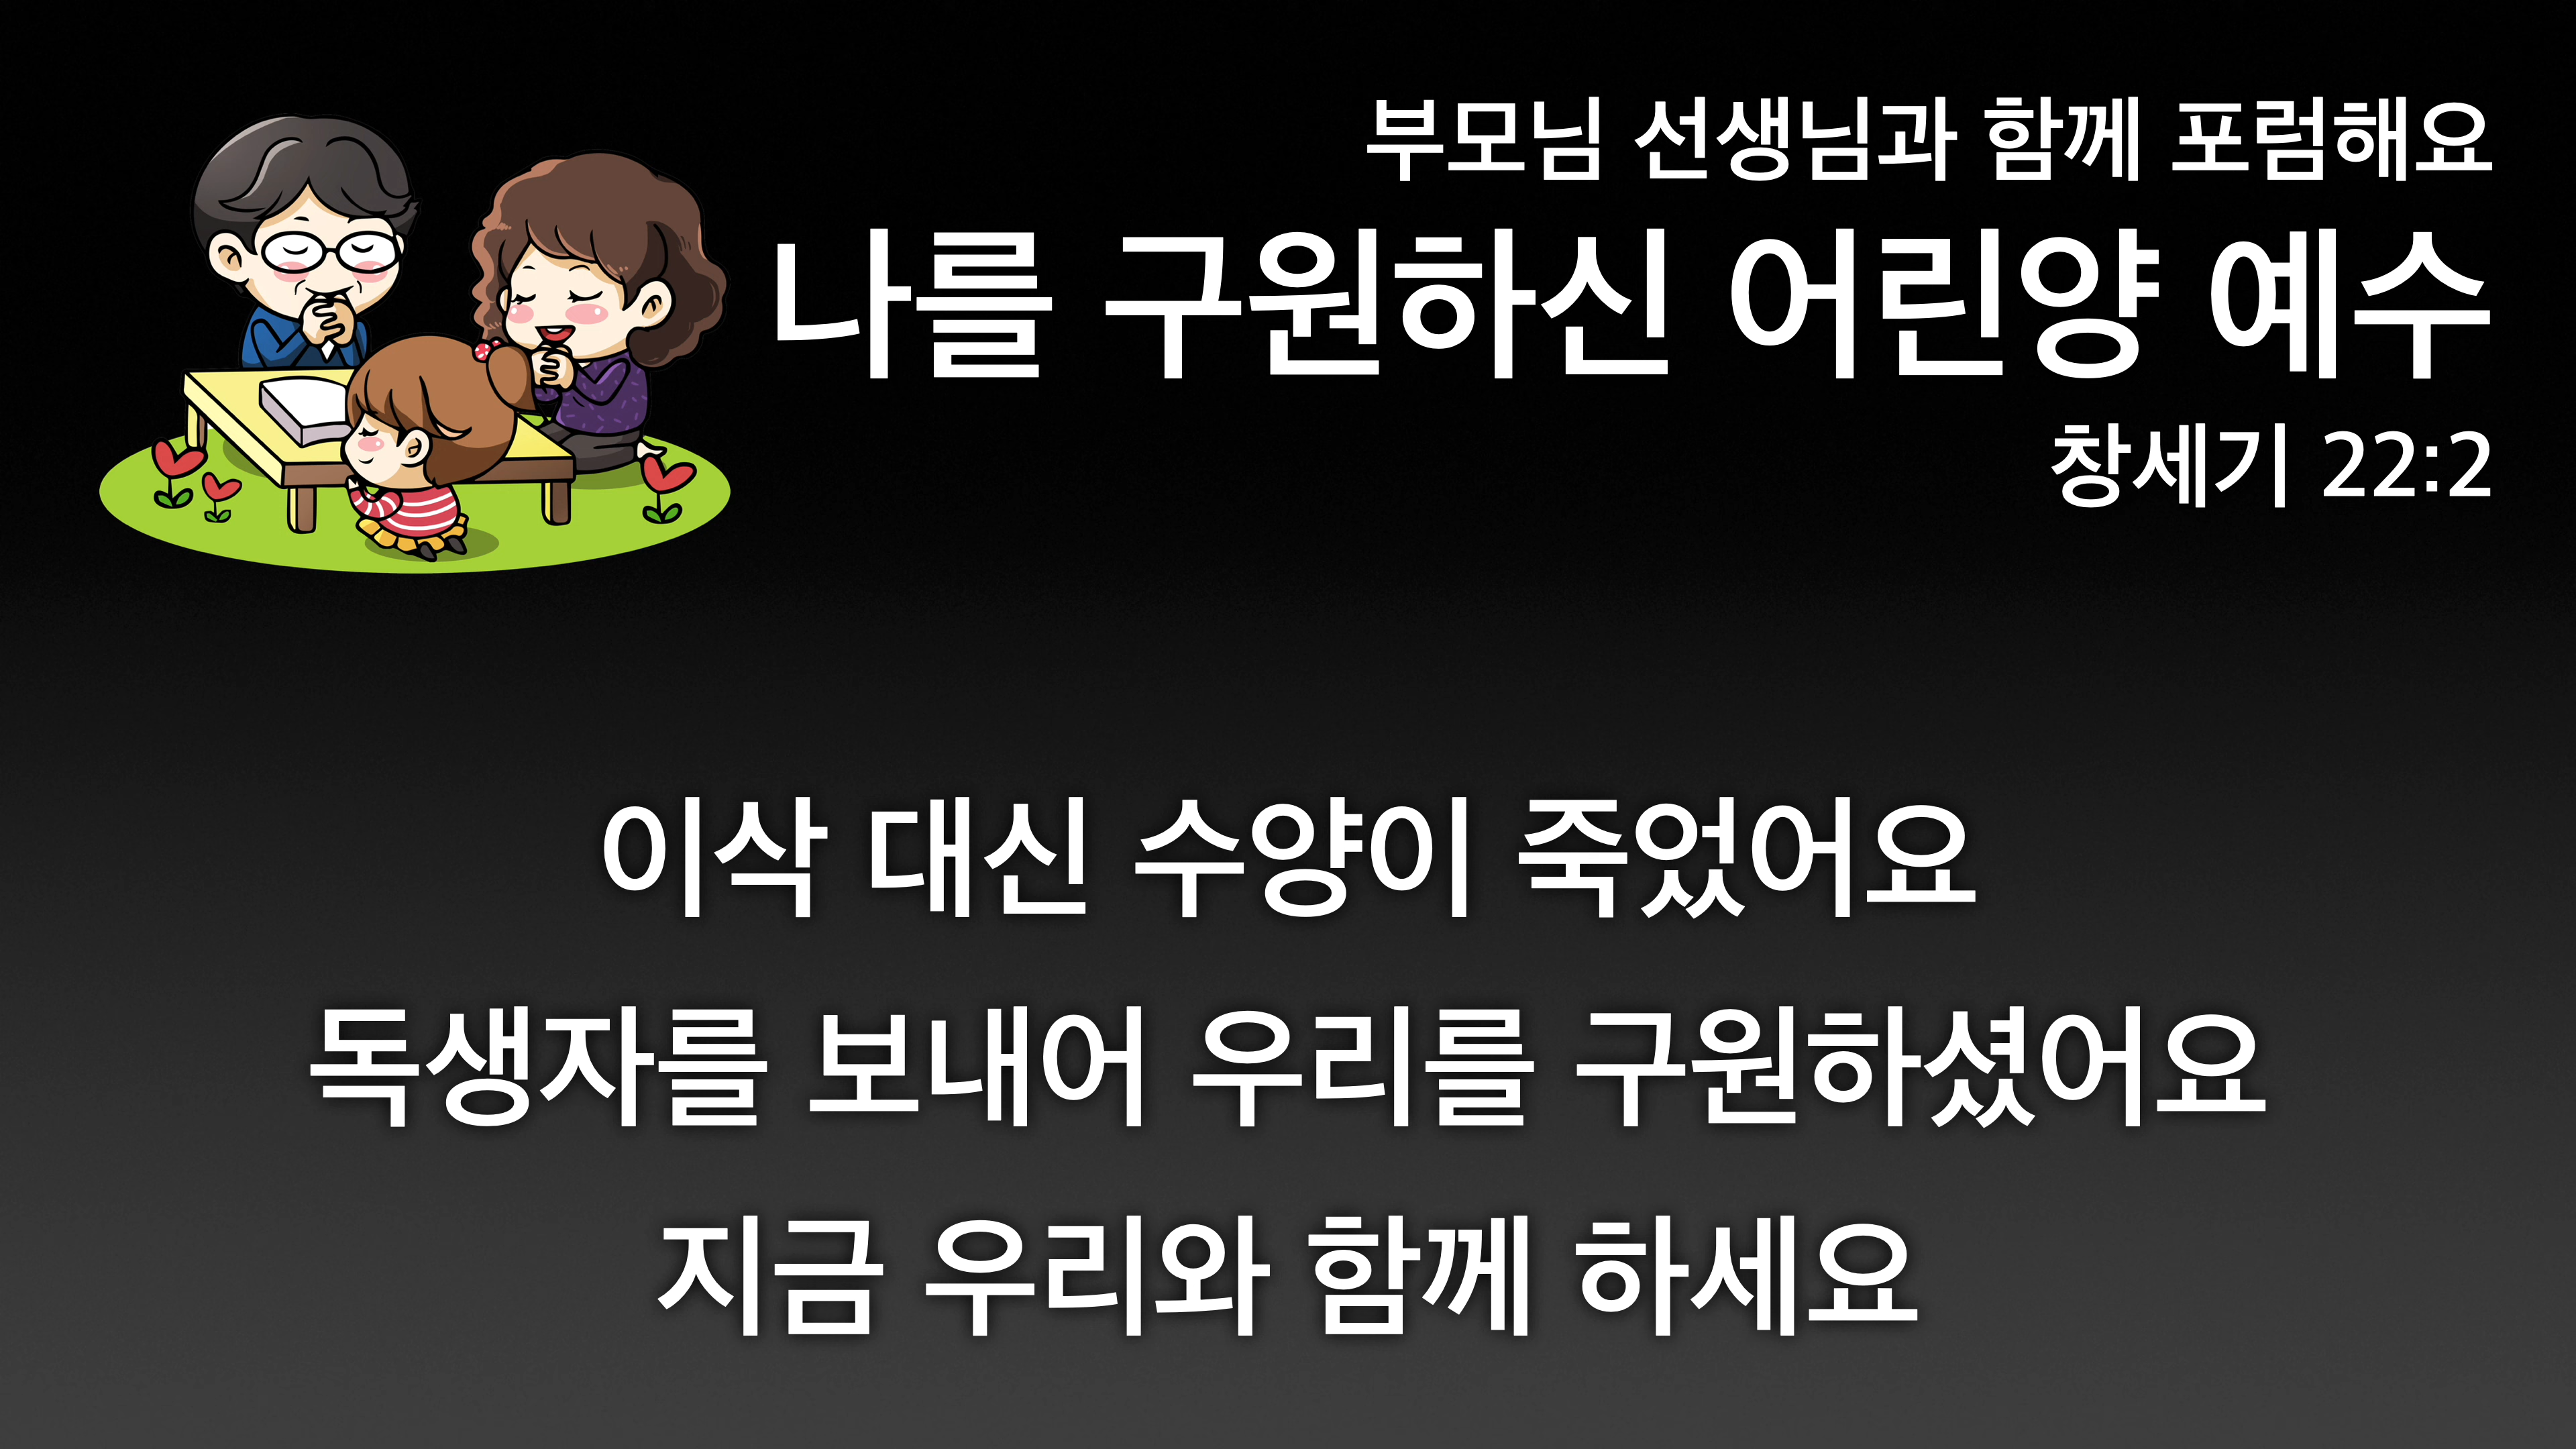 부모님 선생님과 함께 포럼해요
나를 구원하신 어린양 예수
창세기 22:2
이삭 대신 수양이 죽었어요
독생자를 보내어 우리를 구원하셨어요
지금 우리와 함께 하세요